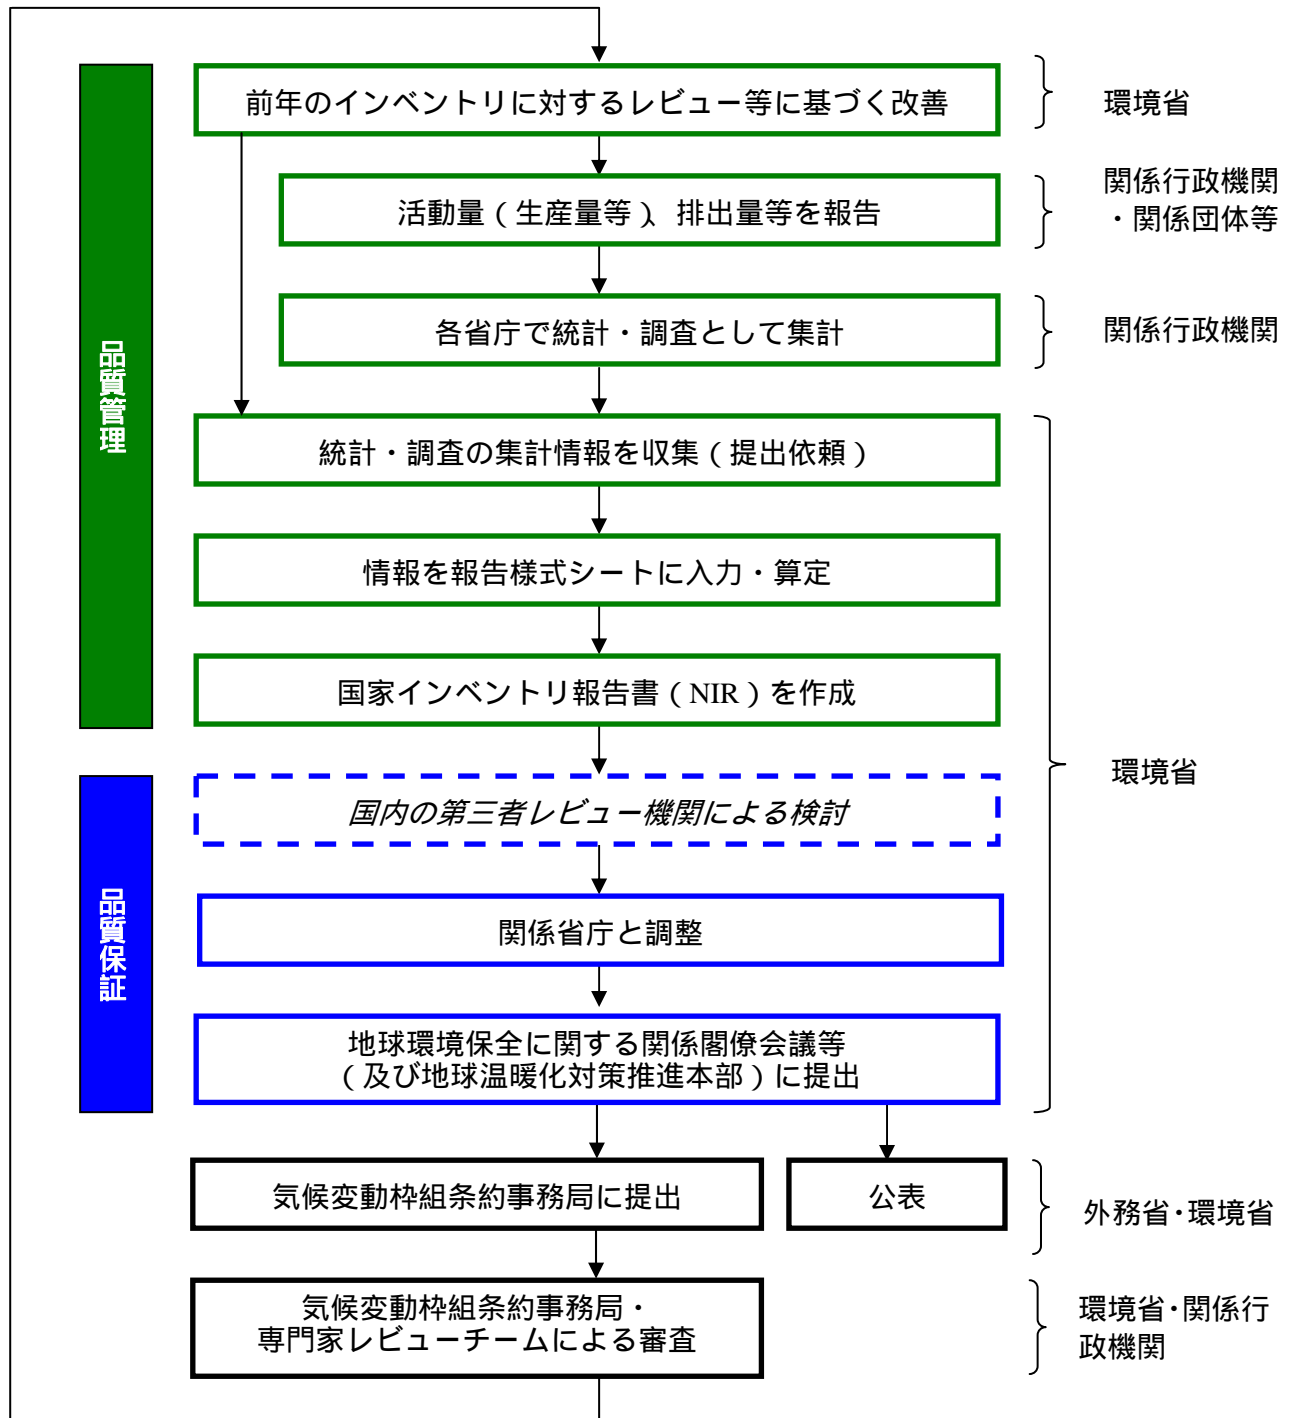 前年のインベントリに対するレビュー等に基づく改善
環境省
活動量(生産量等)、排出量等を報告
関係行政機関
・関係団体等
各省庁で統計・調査として集計
関係行政機関
品質管理
統計・調査の集計情報を収集(提出依頼)
情報を報告様式シートに入力・算定
国家インベントリ報告書(NIR)を作成
環境省
国内の第三者レビュー機関による検討
品質保証
関係省庁と調整
地球環境保全に関する関係閣僚会議等
(及び地球温暖化対策推進本部)に提出
気候変動枠組条約事務局に提出
公表
外務省・環境省
気候変動枠組条約事務局・
専門家レビューチームによる審査
環境省・関係行
政機関